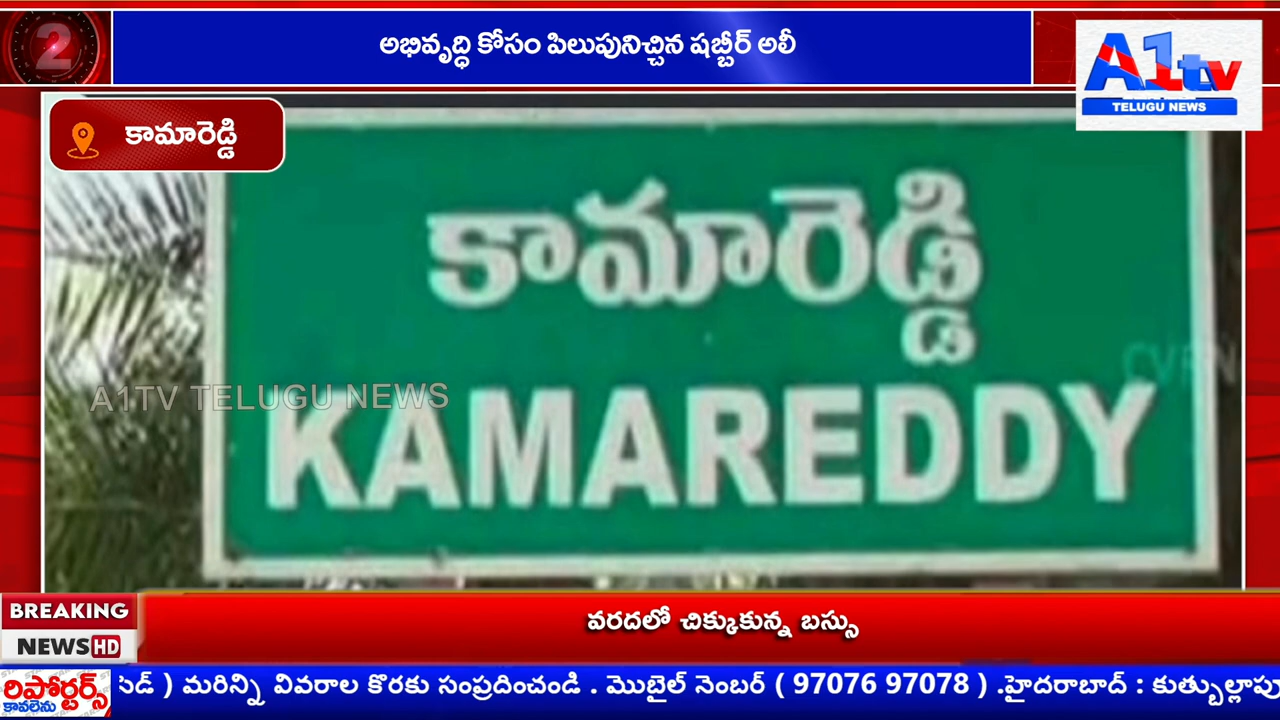 2
అభివృద్ధి కోసం పిలుపునిచ్చిన షబ్బీర్ అలీ
A1tv
TELUGU NEWS
కామారెడ్డి
కామారెడ్డి
A1TV TELUGU NEWS
KAMAREDDY
BREAKING
NEWS HD
వరదలో చిక్కుకున్న బస్సు
రిపోర్టర్స్
కావలెను
సిడ్ ) మరిన్ని వివరాల కొరకు సంప్రదించండి . మొబైల్ నెంబర్ ( 97076 97078 ) .హైదరాబాద్ : కుత్బుల్లాపు